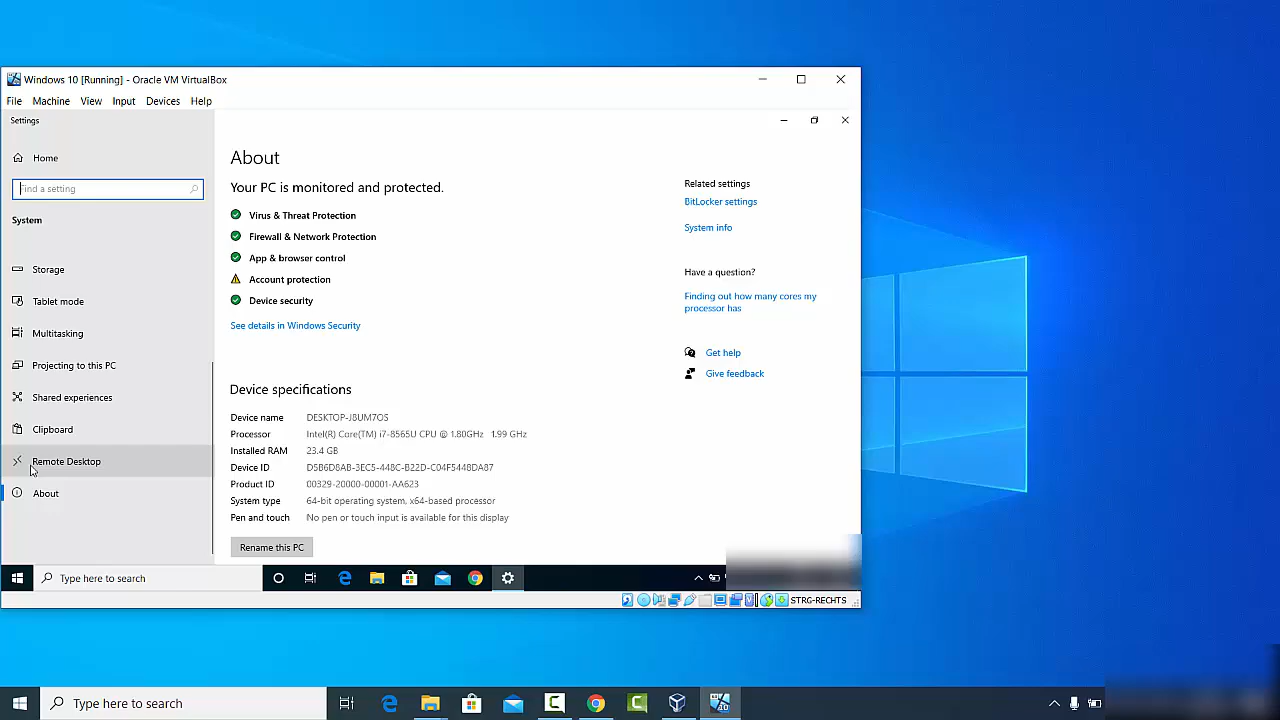 Windows 10 [Running] - Oracle VM VirtualBox
File Machine View Input Devices Help
Settings
Home
Find a setting
System
Storage
Tablet mode
Multitasking
Projecting to this PC
Shared experiences
Clipboard
Remote Desktop
About
About
Your PC is monitored and protected.
Virus & Threat Protection
Firewall & Network Protection
App & browser control
Account protection
Device security
See details in Windows Security
Device specifications
Device name DESKTOP-J8UM7OS
Processor Intel(R) Core(TM) i7-8565U CPU @ 1.80GHz 1.99 GHz
Installed RAM 23.4 GB
Device ID D5B6D8AB-3EC5-448C-B22D-C04F5448DA87
Product ID 00329-20000-00001-AA623
System type 64-bit operating system, x64-based processor
Pen and touch No pen or touch input is available for this display
Rename this PC
Related settings
BitLocker settings
System info
Have a question?
Finding out how many cores my
processor has
Get help
Give feedback
Type here to search
STRG-RECHTS
Type here to search